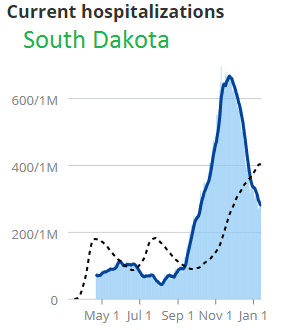 Current hospitalizations
South Dakota
600/1M
400/1M
200/1M
0
May 1 Jul 1 Sep 1 Nov 1 Jan 1